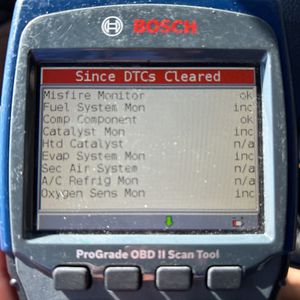 BOSCH
Since DTCs Cleared
Misfire Monitor ok
Fuel System Mon inc
Comp Component ok
Catalyst Mon inc
Htd Catalyst n/a
Evap System Mon inc
Sec Air System n/a
A/C Refrig Mon n/a
Oxygen Sens Mon inc
ProGrade OBD II Scan Tool